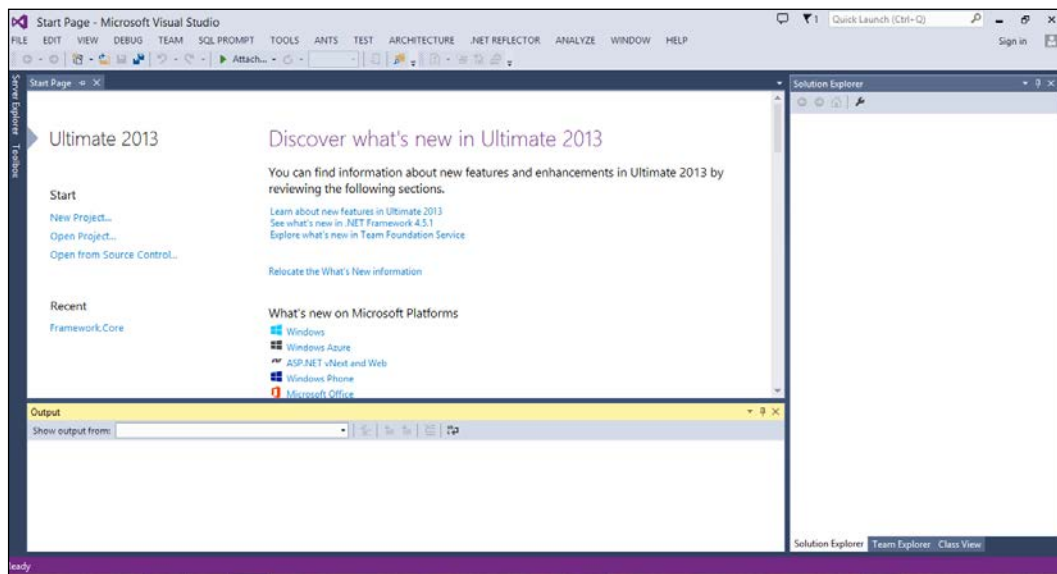 Start Page - Microsoft Visual Studio
1
Quick Launch (Ctrl+Q)
FILE EDIT VIEW DEBUG TEAM SQL PROMPT TOOLS ANTS TEST ARCHITECTURE .NET REFLECTOR ANALYZE WINDOW HELP
Sign in
Attach...
Server Explorer
Toolbox
Start Page
Ultimate 2013
Start
New Project...
Open Project...
Open from Source Control...
Recent
Framework.Core
Discover what's new in Ultimate 2013
You can find information about new features and enhancements in Ultimate 2013 by
reviewing the following sections.
Learn about new features in Ultimate 2013
See what's new in .NET Framework 4.5.1
Explore what's new in Team Foundation Service
Relocate the What's New information
What's new on Microsoft Platforms
Windows
Windows Azure
ASP.NET vNext and Web
Windows Phone
Microsoft Office
Solution Explorer
Output
Show output from:
Solution Explorer Team Explorer Class View
eady